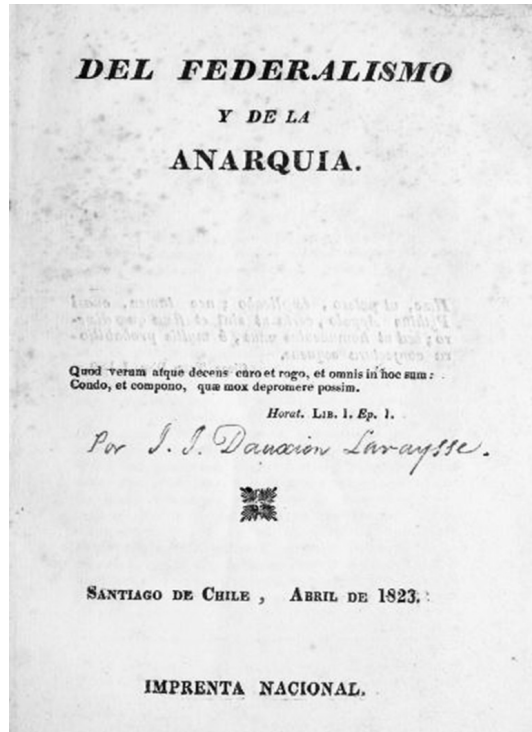 DEL FEDERALISMO
Y DE LA
ANARQUIA.
Quod verum atque decens curo et rogo, et omnis in hoc sum:
Condo, et compono, quæ mox depromere possim.
Horat. LIB. 1. Ep. 1.
Por J. J. Dauxion Lavaysse.
SANTIAGO DE CHILE, ABRIL DE 1823.
IMPRENTA NACIONAL.